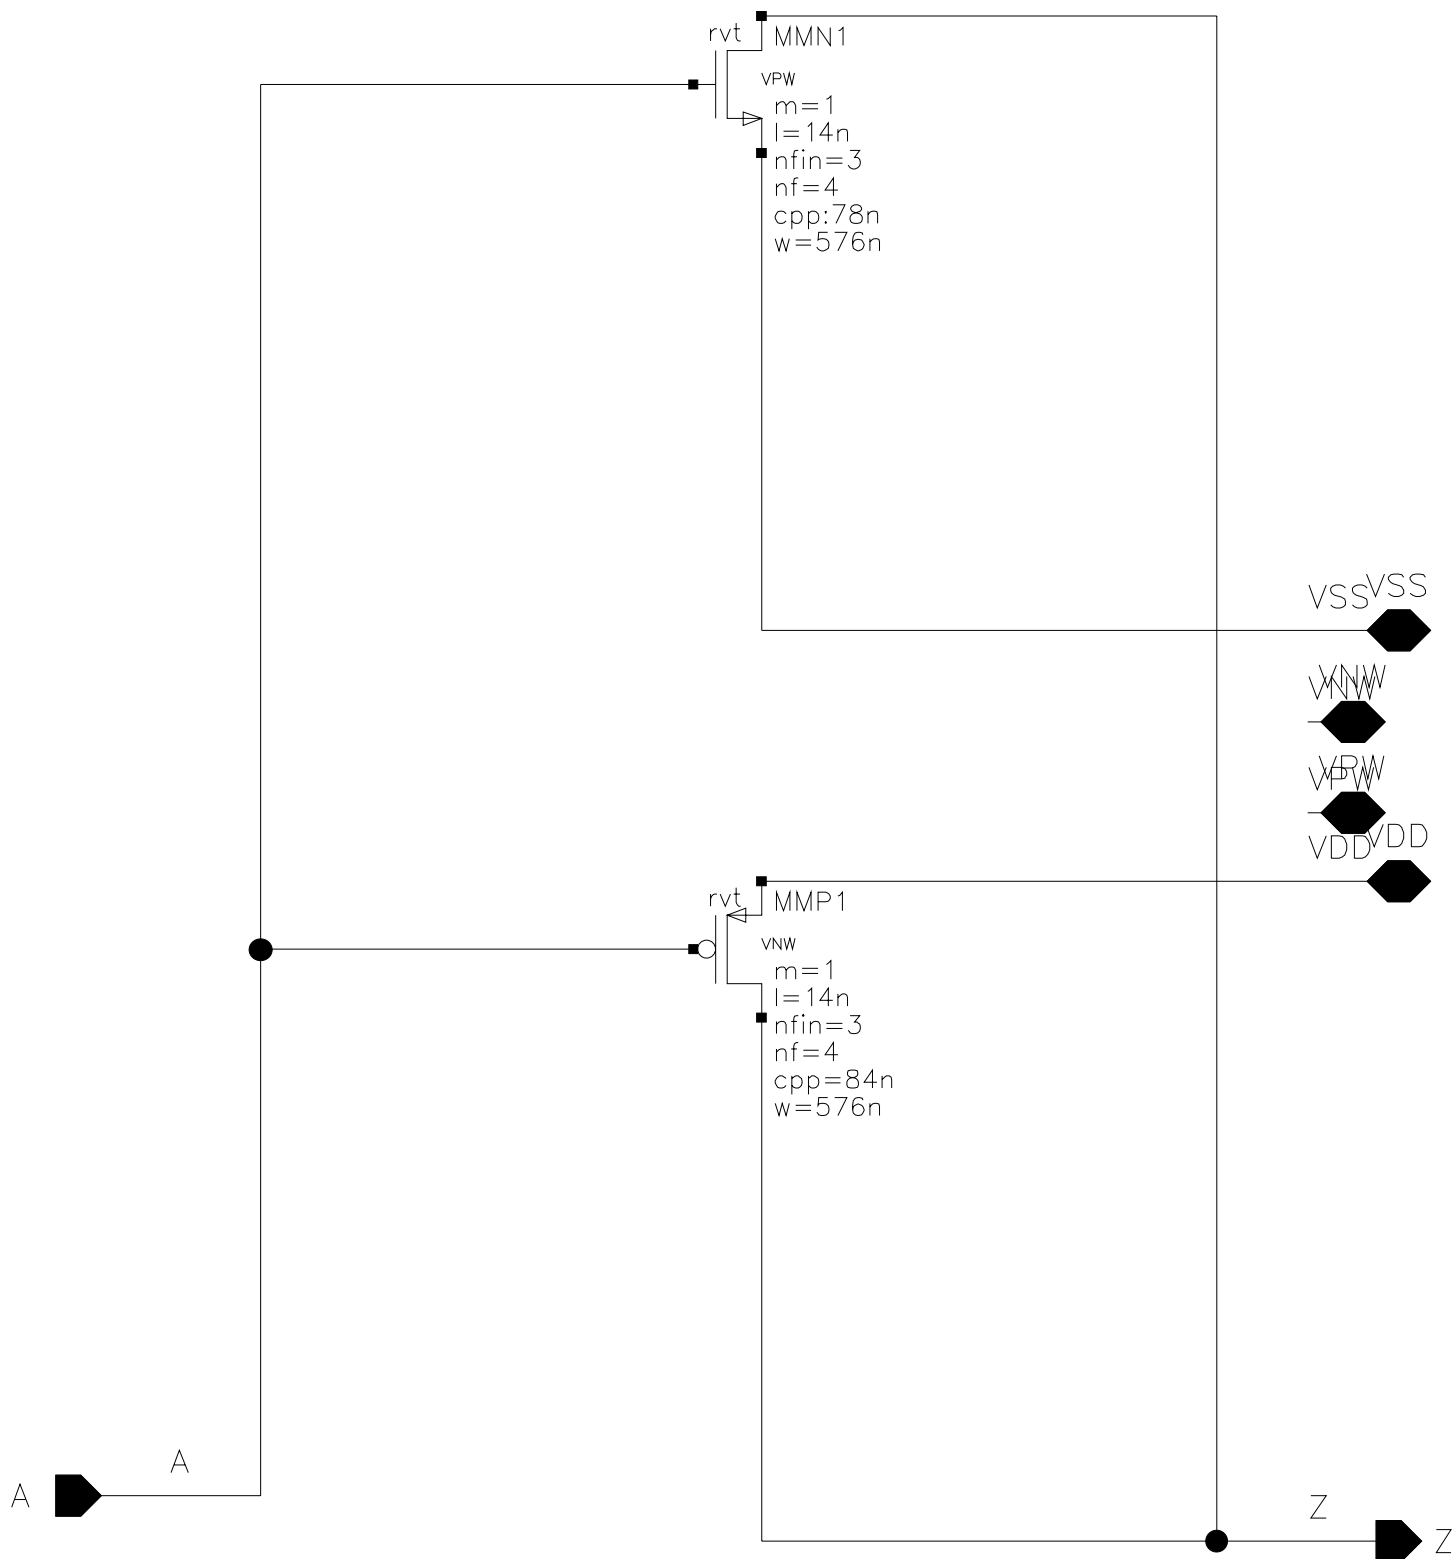 rvt
MMN1
VPW
m=1
l=14n
nfin=3
nf=4
cpp:78n
w=576n
VSS
VSS
VNW
VNW
VPW
VPW
VDD
VDD
rvt
MMP1
VNW
m=1
l=14n
nfin=3
nf=4
cpp=84n
w=576n
A
A
Z
Z